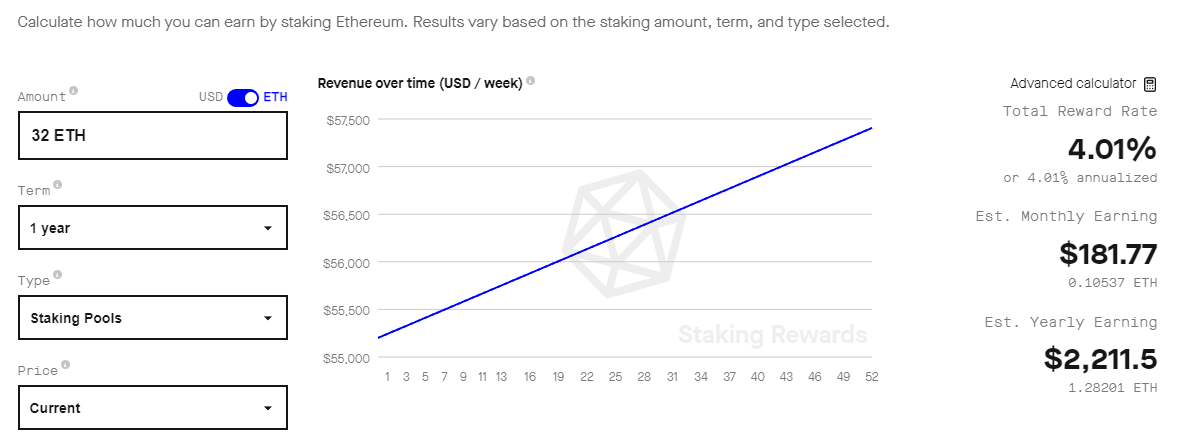 Calculate how much you can earn by staking Ethereum. Results vary based on the staking amount, term, and type selected.
Amount
USD ETH
32 ETH
Term
1 year
Type
Staking Pools
Price
Current
Revenue over time (USD / week)
$57,500
$57,000
$56,500
$56,000
$55,500
$55,000
1 3 5 7 9 11 13 16 19 22 25 28 31 34 37 40 43 46 49 52
Staking Rewards
Advanced calculator
Total Reward Rate
4.01%
or 4.01% annualized
Est. Monthly Earning
$181.77
0.10537 ETH
Est. Yearly Earning
$2,211.5
1.28201 ETH